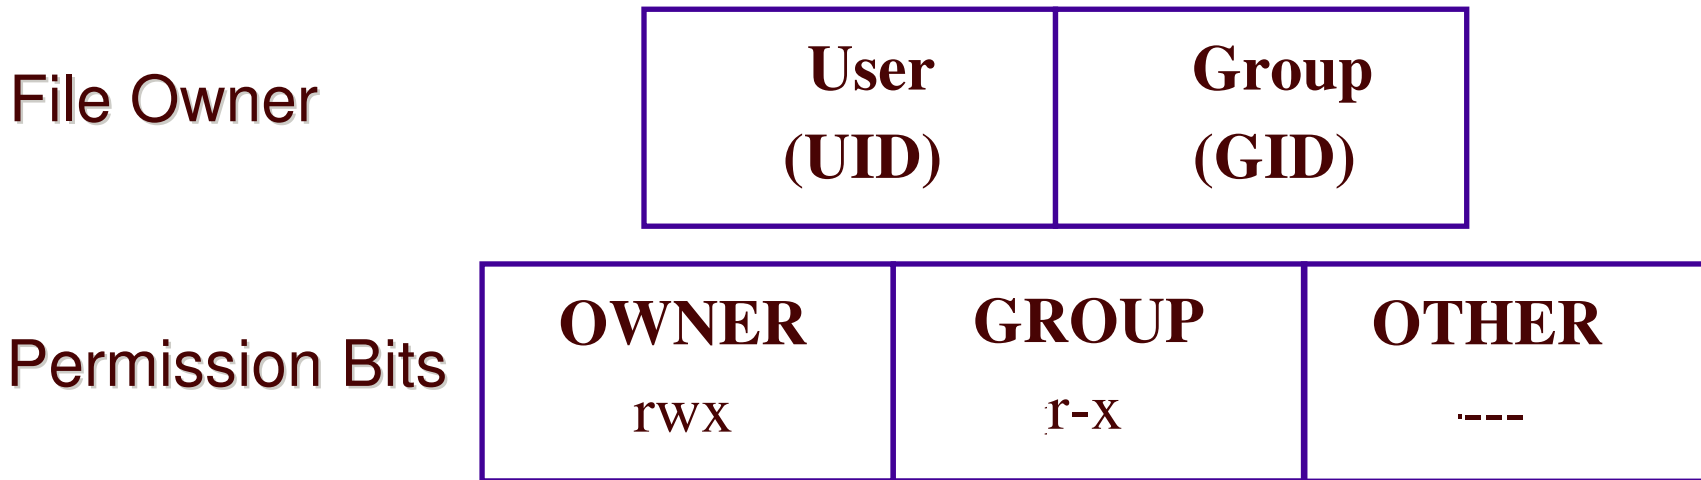 File Owner
User
(UID)
Group
(GID)
Permission Bits
OWNER
rwx
GROUP
r-x
OTHER
---